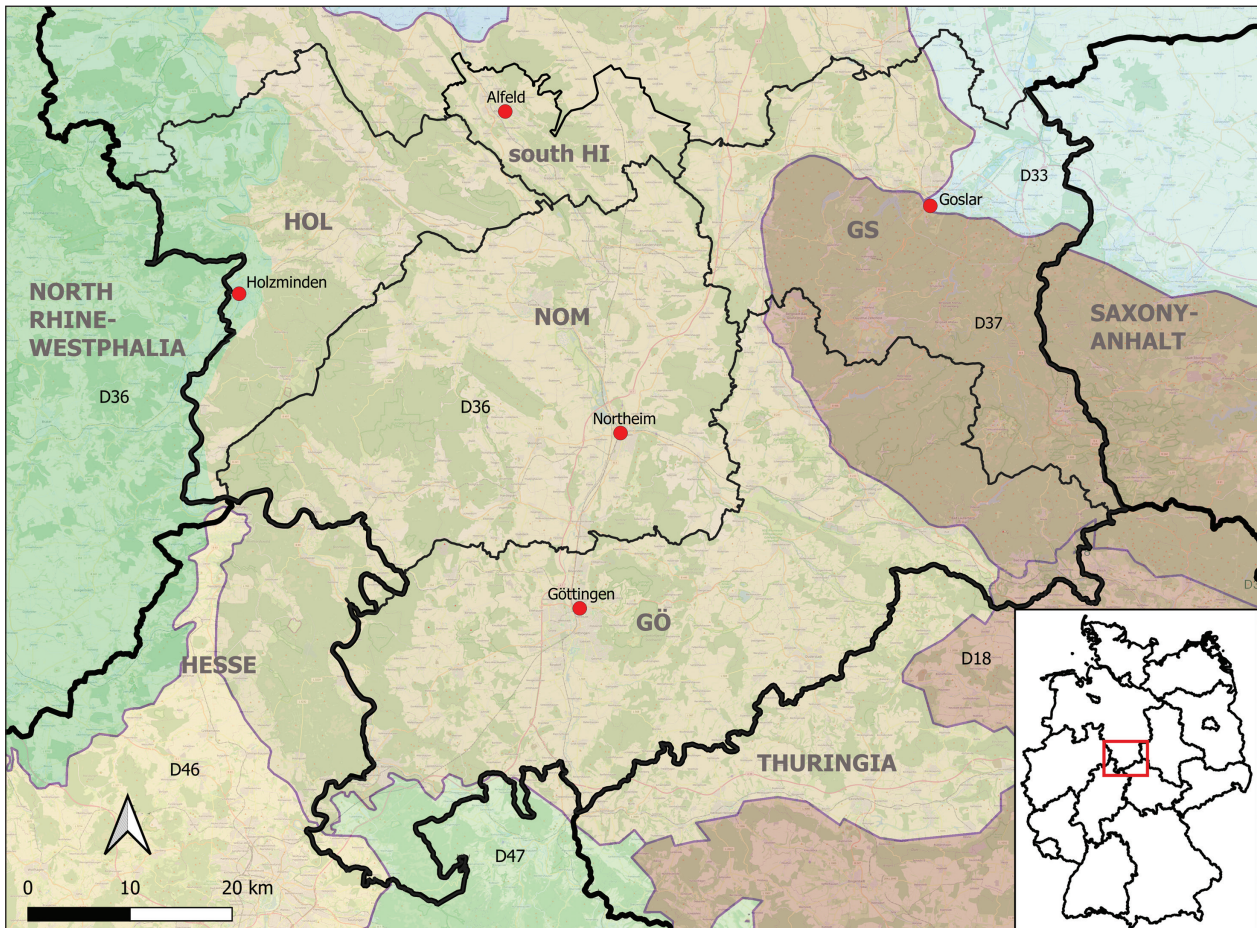 Alfeld
south HI
D33
Goslar
HOL
GS
Holzminden
NORTH
RHINE-
WESTPHALIA
NOM
D37
SAXONY-
ANHALT
D36
D36
Northeim
Göttingen
GÖ
HESSE
D18
D46
THURINGIA
D47
0 10 20 km